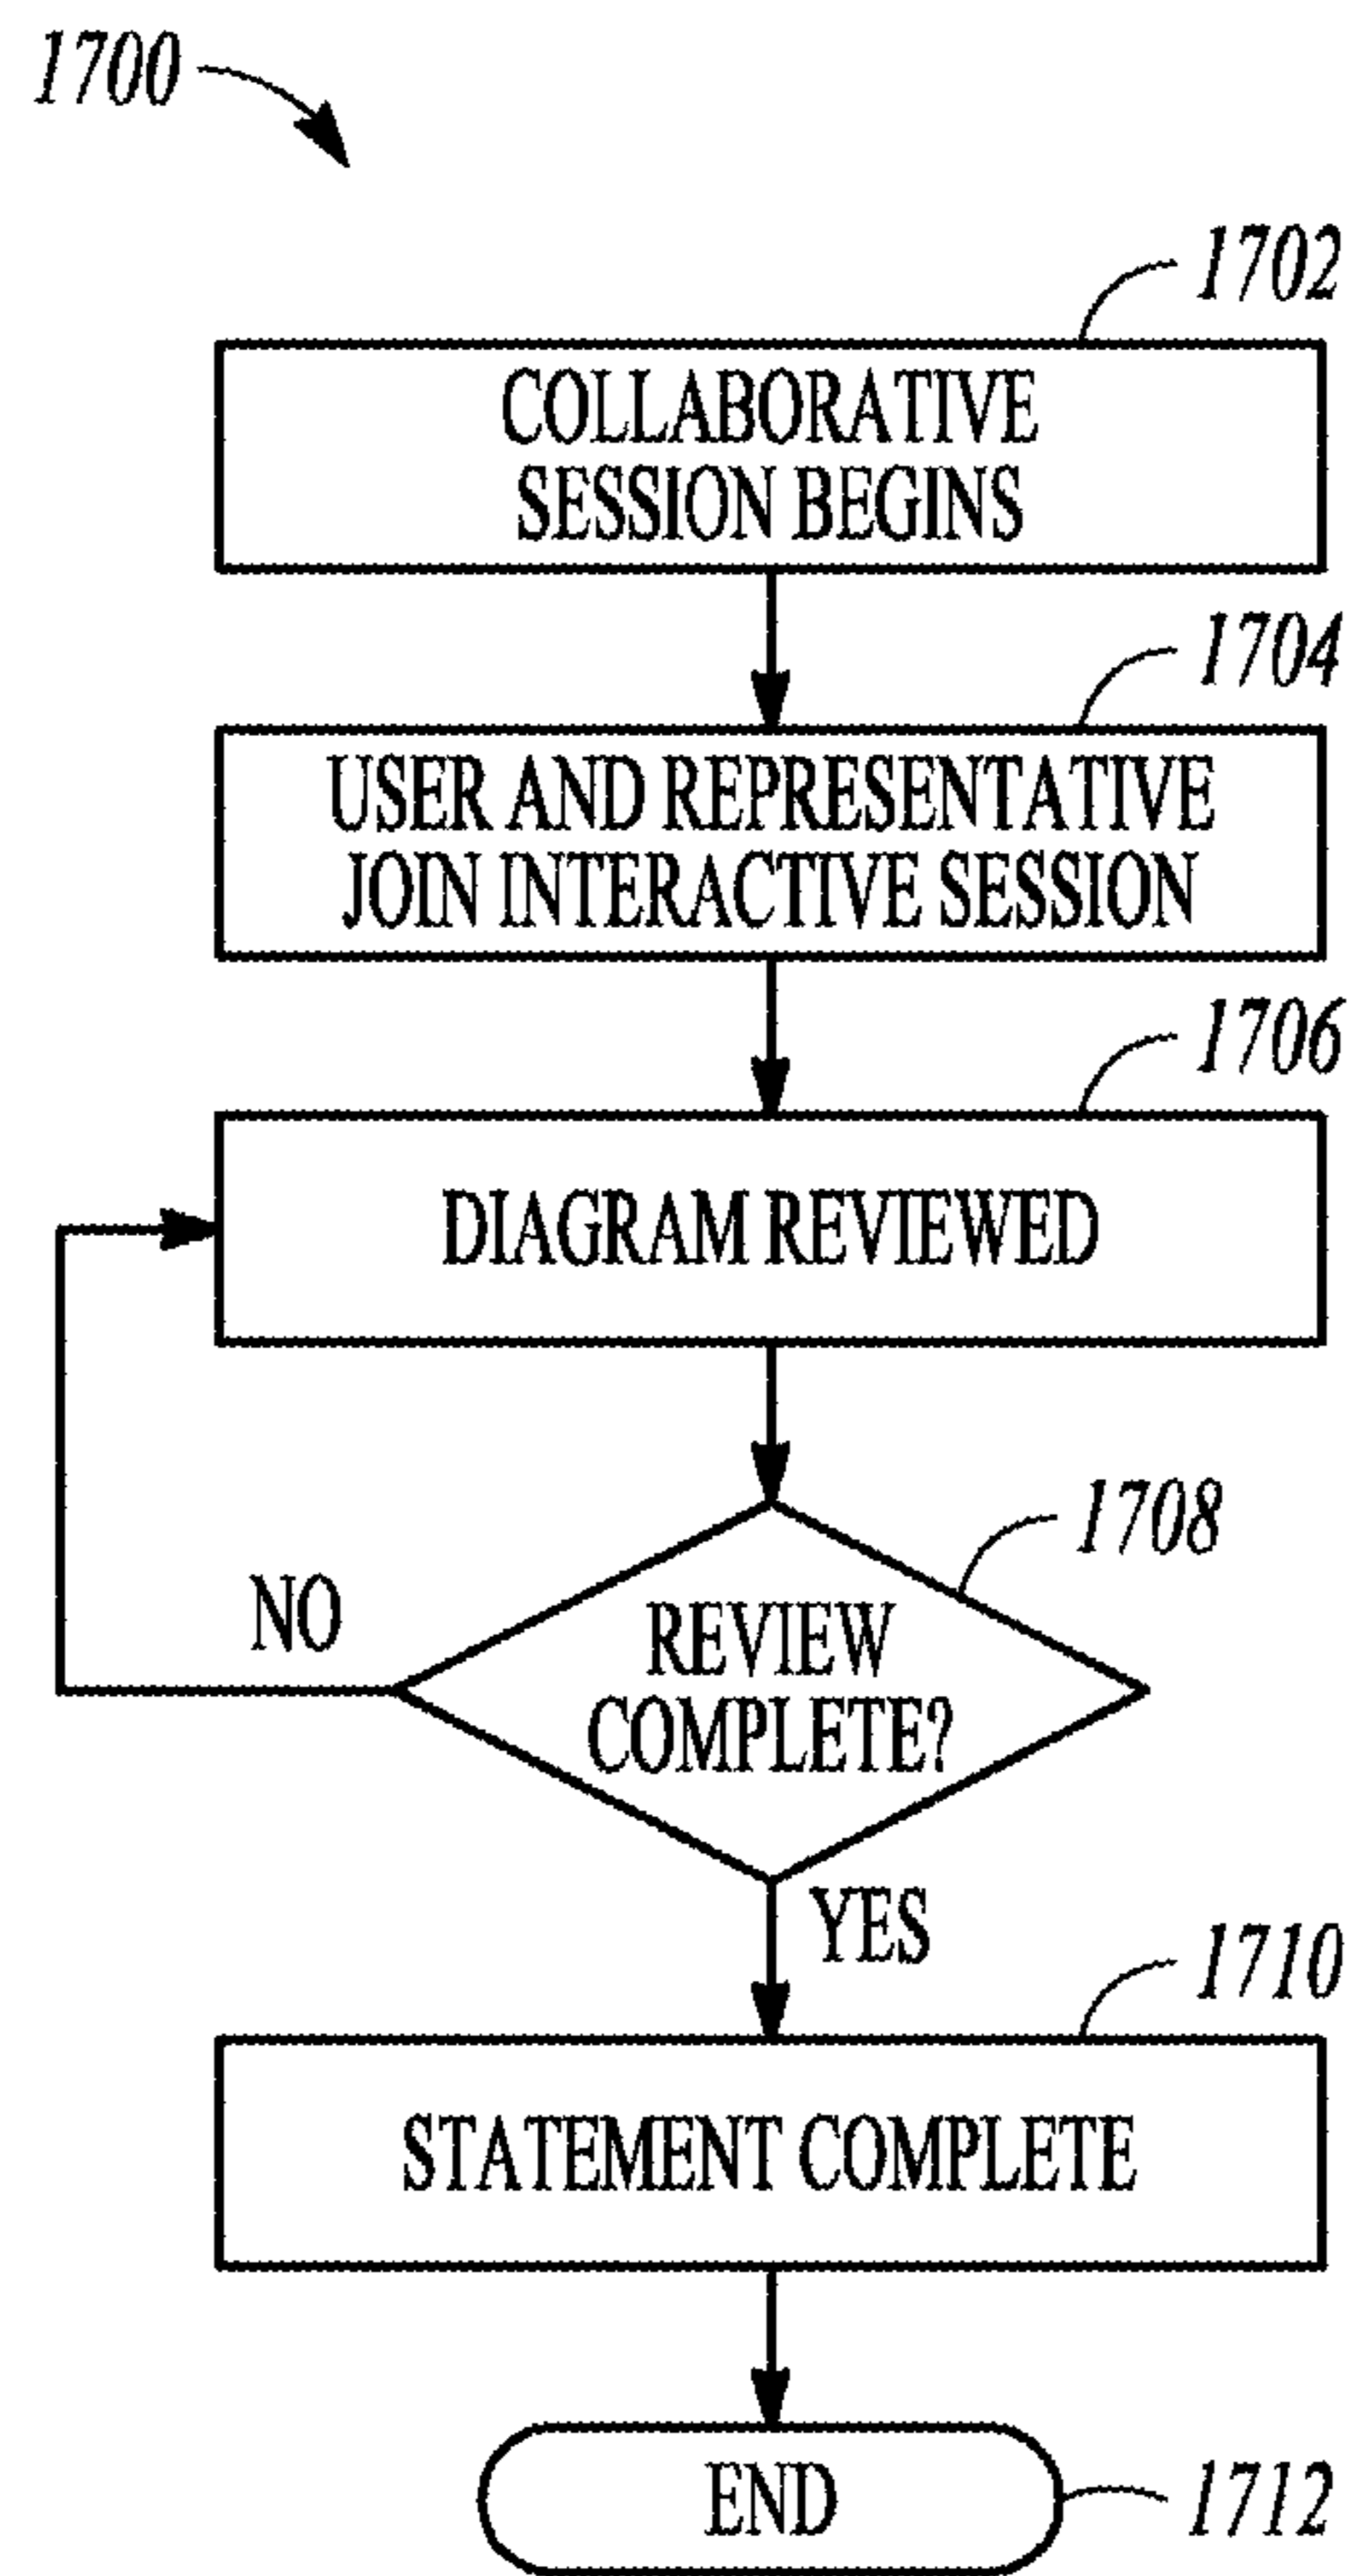 1700
1702
COLLABORATIVE
SESSION BEGINS
1704
USER AND REPRESENTATIVE
JOIN INTERACTIVE SESSION
1706
DIAGRAM REVIEWED
1708
NO
REVIEW
COMPLETE?
YES
1710
STATEMENT COMPLETE
END
1712